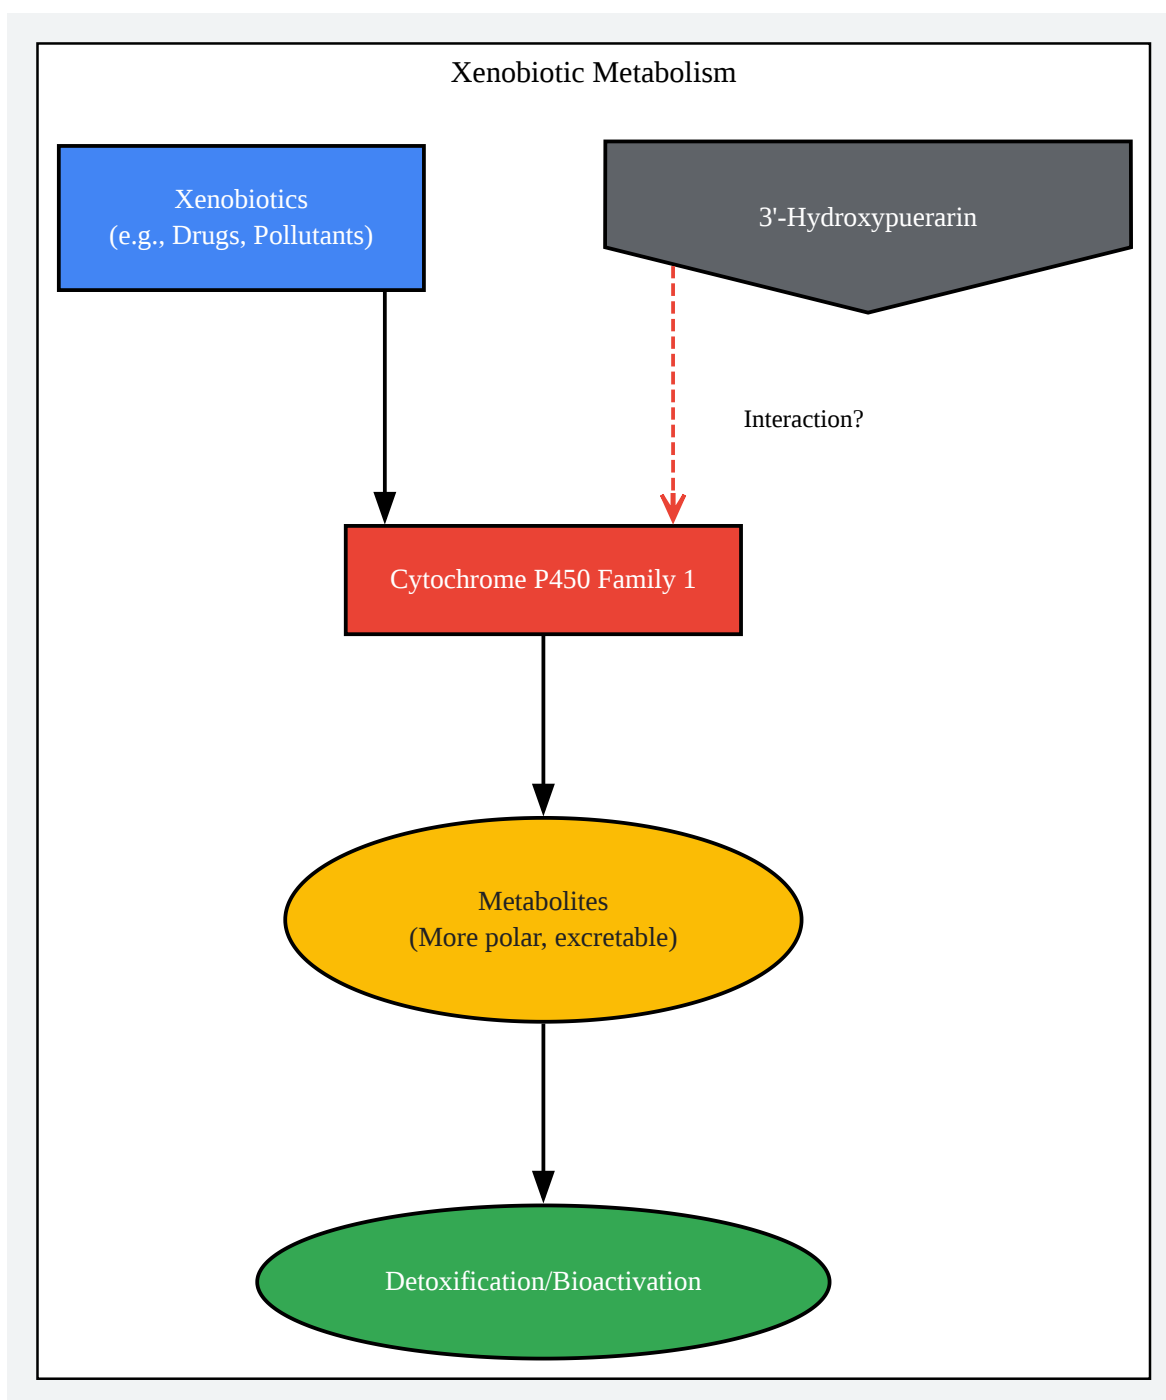 Xenobiotic Metabolism
Xenobiotics
(e.g., Drugs, Pollutants)
3'-Hydroxypuerarin
Interaction?
Cytochrome P450 Family 1
Metabolites
(More polar, excretable)
Detoxification/Bioactivation